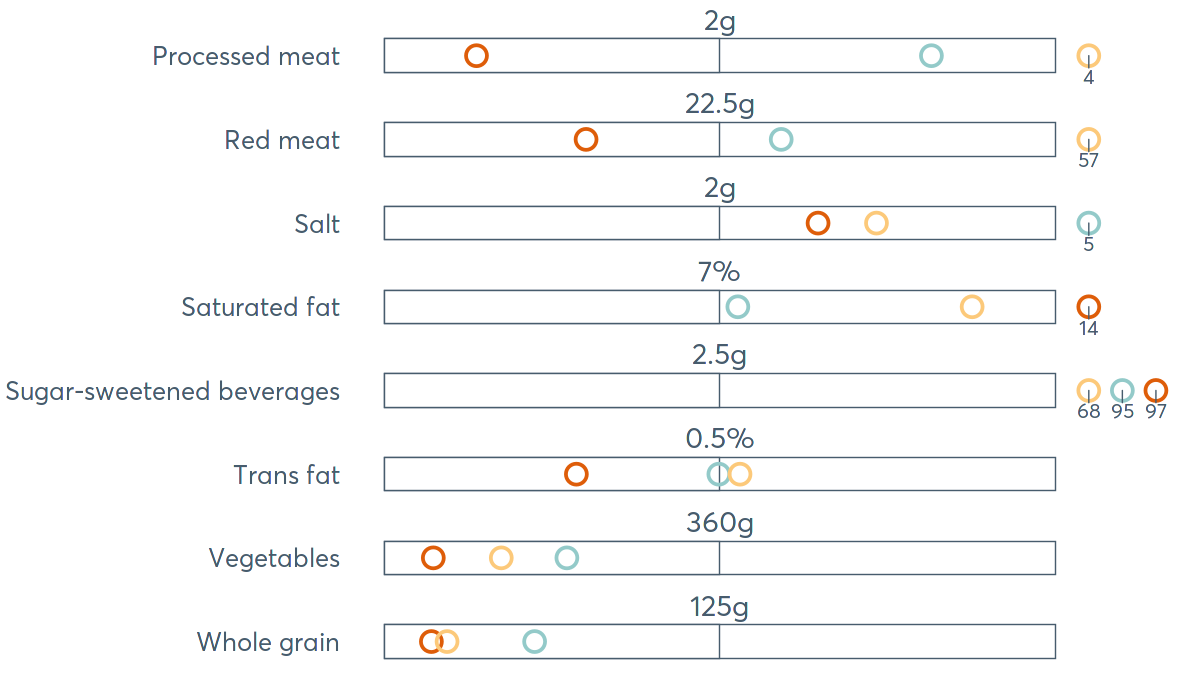 2g
Processed meat
4
22.5g
Red meat
57
2g
Salt
5
7%
Saturated fat
14
2.5g
Sugar-sweetened beverages
68 95 97
0.5%
Trans fat
360g
Vegetables
125g
Whole grain